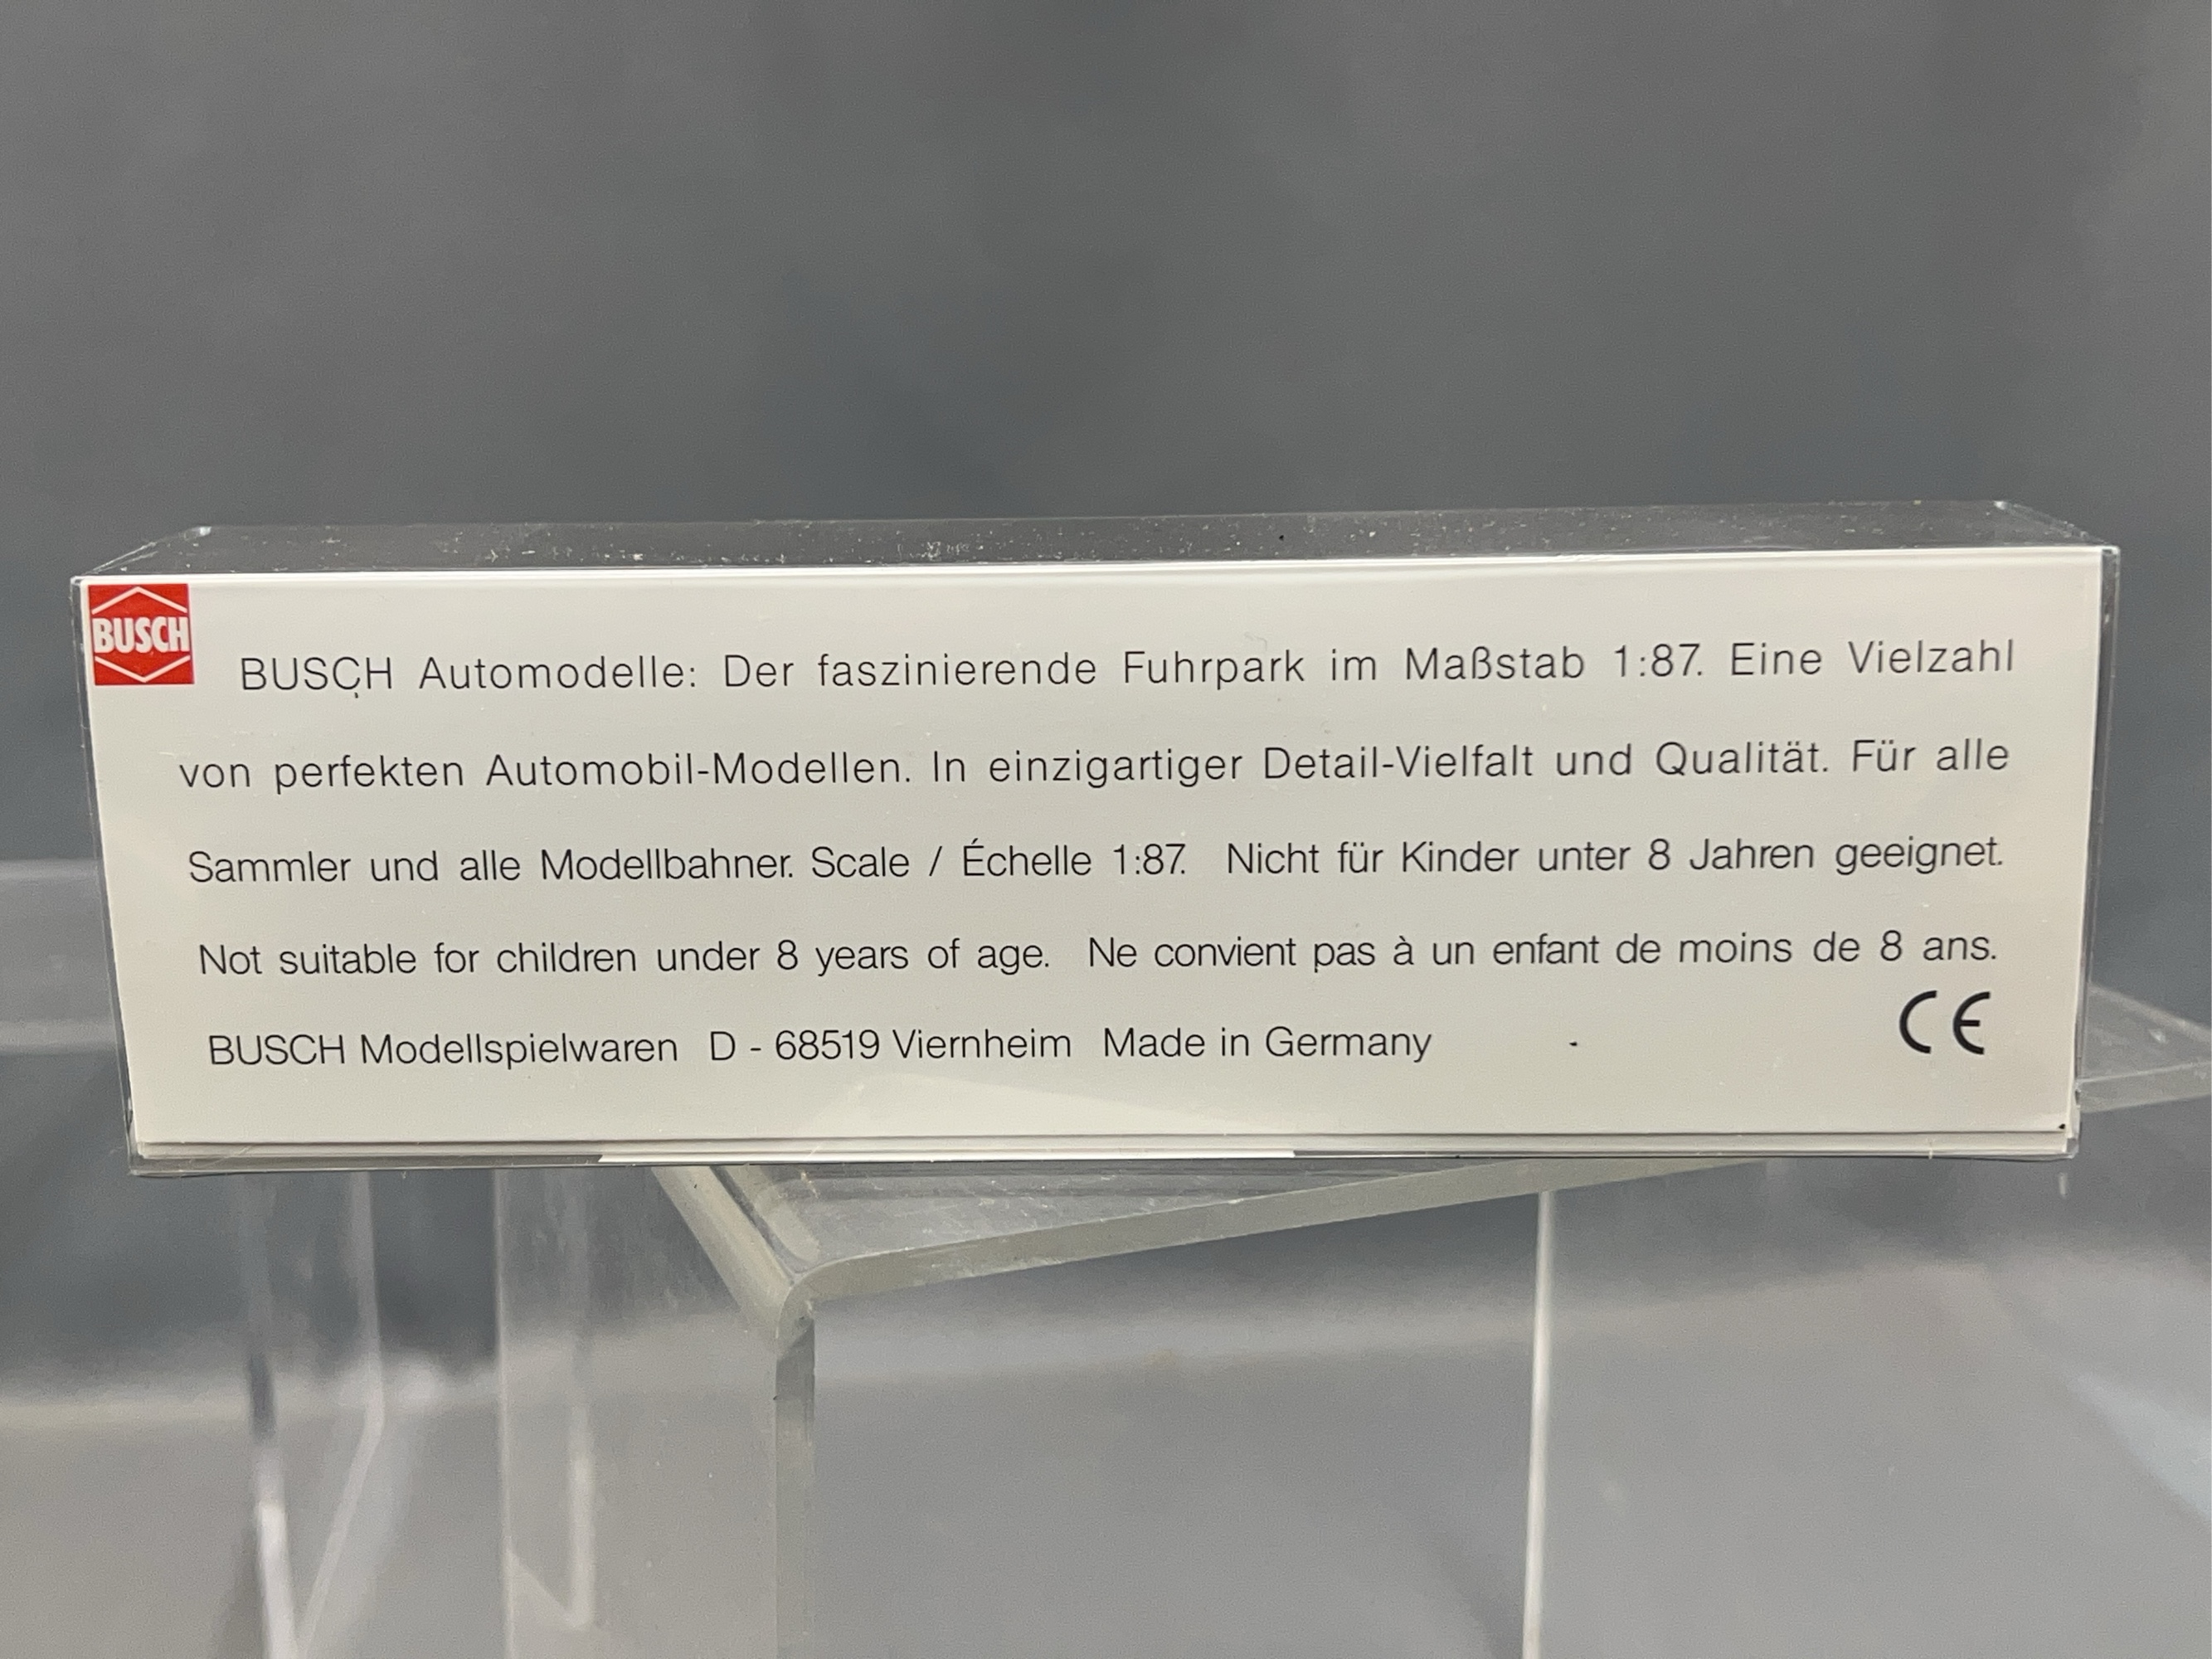 BUSCH
BUSCH Automodelle: Der faszinierende Fuhrpark im Maßstab 1:87. Eine Vielzahl
von perfekten Automobil-Modellen. In einzigartiger Detail-Vielfalt und Qualität. Für alle
Sammler und alle Modellbahner. Scale / Échelle 1:87. Nicht für Kinder unter 8 Jahren geeignet.
Not suitable for children under 8 years of age. Ne convient pas à un enfant de moins de 8 ans.
BUSCH Modellspielwaren D - 68519 Viernheim Made in Germany CE